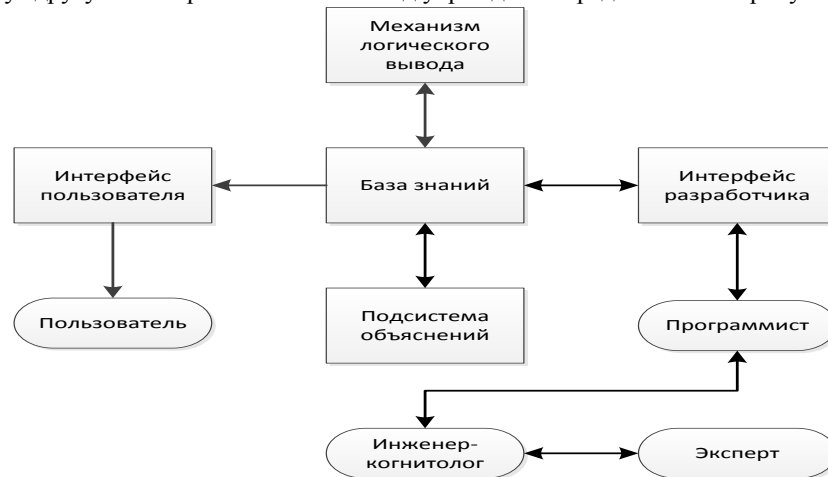 Механизм
логического
вывода
Интерфейс
пользователя
База знаний
Интерфейс
разработчика
Пользователь
Подсистема
объяснений
Программист
Инженер-
когнитолог
Эксперт